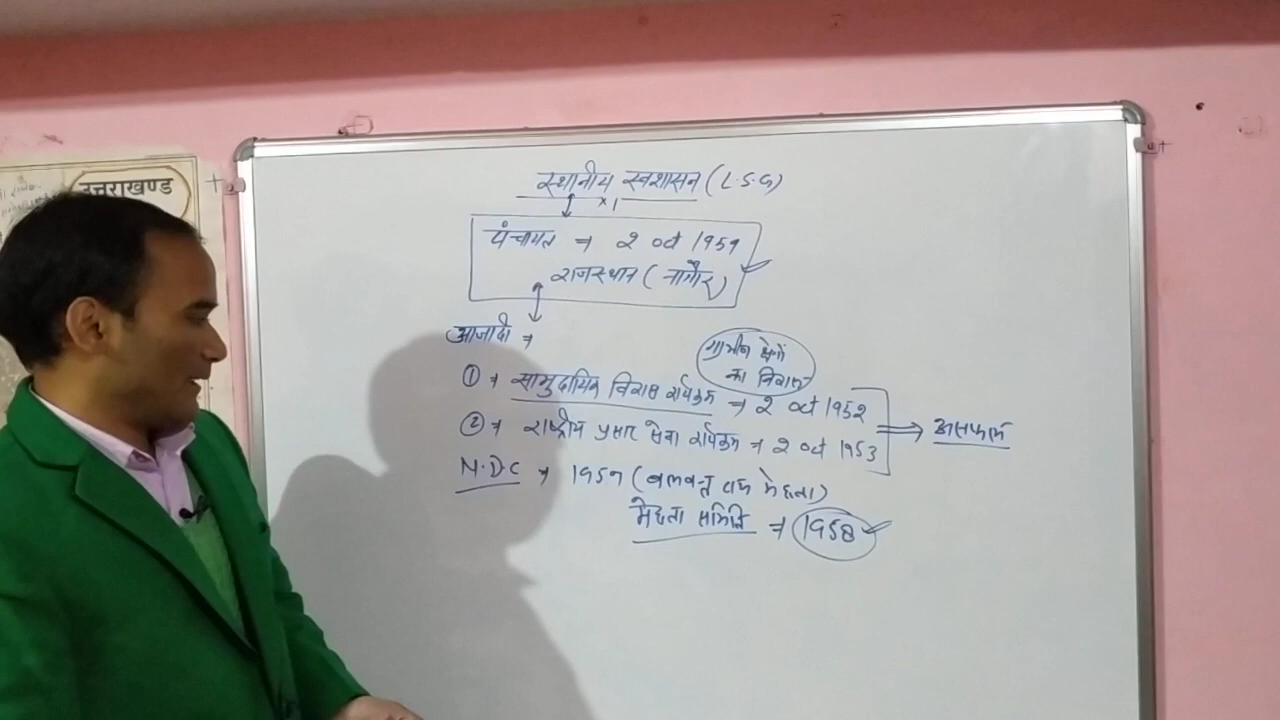 उत्तराखण्ड
स्थानीय स्वशासन (L.S.G)
पंचायत ⇒ 2 oct 1959
राजस्थान (नागौर)
आजादी ⇒
ग्रामीण क्षेत्रों
का विकास
① → सामुदायिक विकास कार्यक्रम → 2 oct 1952
② → राष्ट्रीय प्रसार सेवा कार्यक्रम → 2 oct 1953
⇒ असफल
N.D.C → 1957 (बलवन्त राय मेहता)
मेहता समिति ⇒ 1958